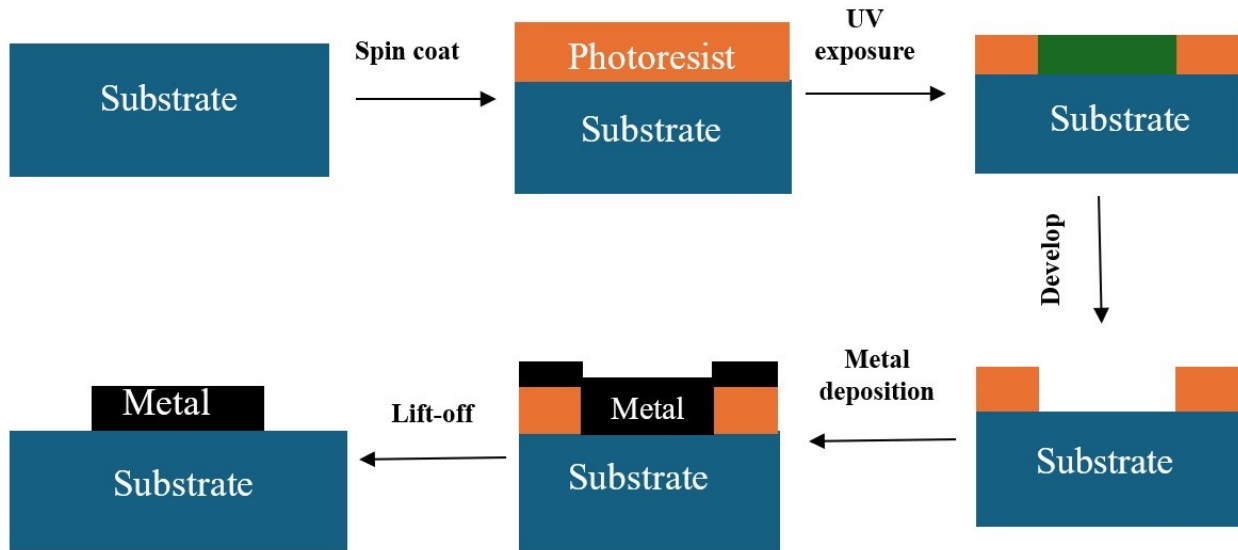 Substrate
Spin coat
Photoresist
Substrate
UV
exposure
Substrate
Develop
Substrate
Metal
deposition
Metal
Substrate
Lift-off
Metal
Substrate